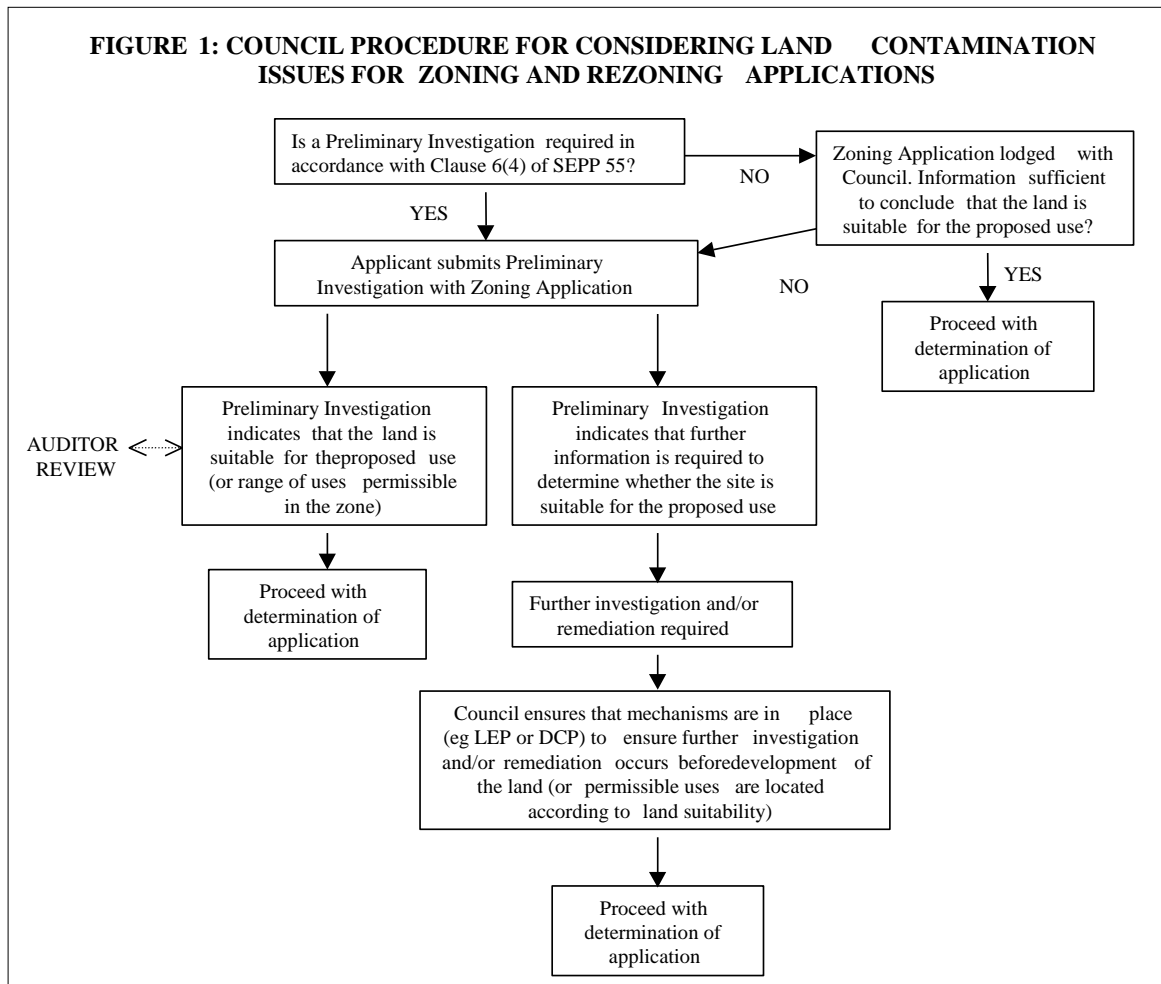 FIGURE 1: COUNCIL PROCEDURE FOR CONSIDERING LAND CONTAMINATION
ISSUES FOR ZONING AND REZONING APPLICATIONS
Is a Preliminary Investigation required in
accordance with Clause 6(4) of SEPP 55?
NO
Zoning Application lodged with
Council. Information sufficient
to conclude that the land is
suitable for the proposed use?
YES
Applicant submits Preliminary
Investigation with Zoning Application
NO
YES
Proceed with
determination of
application
AUDITOR
REVIEW
Preliminary Investigation
indicates that the land is
suitable for theproposed use
(or range of uses permissible
in the zone)
Preliminary Investigation
indicates that further
information is required to
determine whether the site is
suitable for the proposed use
Proceed with
determination of
application
Further investigation and/or
remediation required
Council ensures that mechanisms are in place
(eg LEP or DCP) to ensure further investigation
and/or remediation occurs beforedevelopment of
the land (or permissible uses are located
according to land suitability)
Proceed with
determination of
application